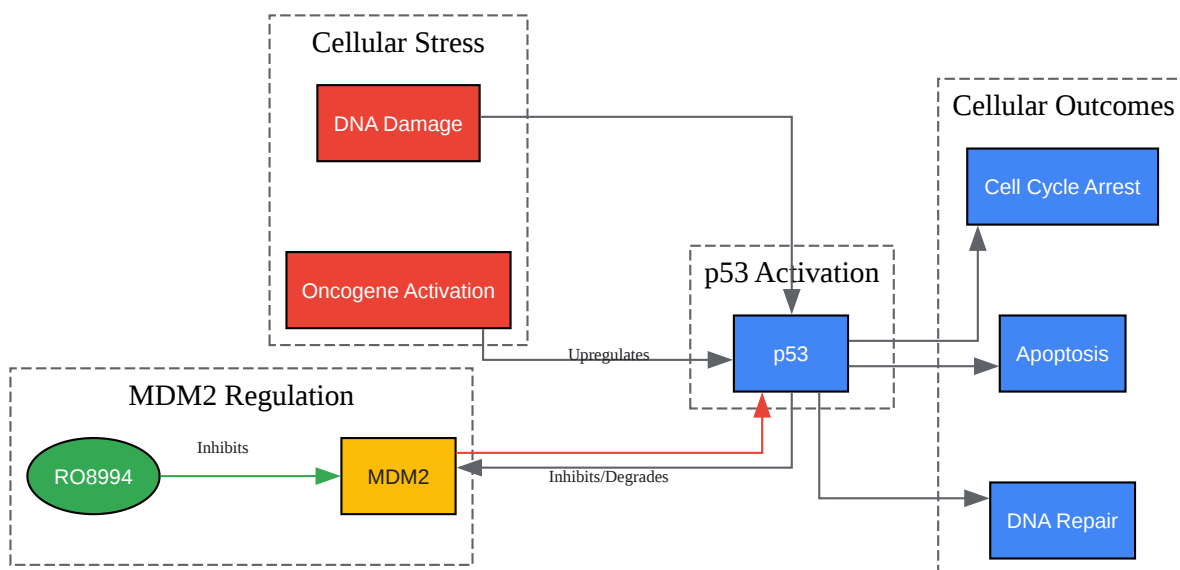 Cellular Stress
DNA Damage
Oncogene Activation
Cellular Outcomes
Cell Cycle Arrest
p53 Activation
p53
Upregulates
Apoptosis
MDM2 Regulation
Inhibits
RO8994
MDM2
Inhibits/Degrades
DNA Repair